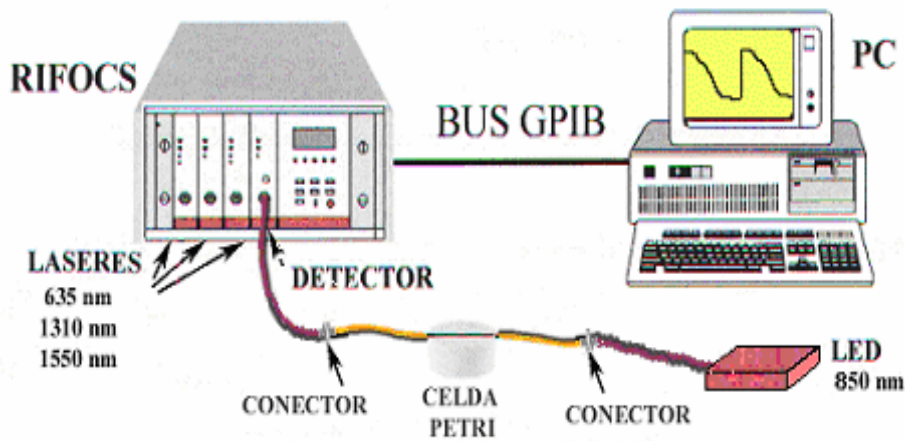 RIFOCS
PC
BUS GPIB
LASERES
635 nm
1310 nm
1550 nm
DETECTOR
CONECTOR
CELDA
PETRI
CONECTOR
LED
850 nm